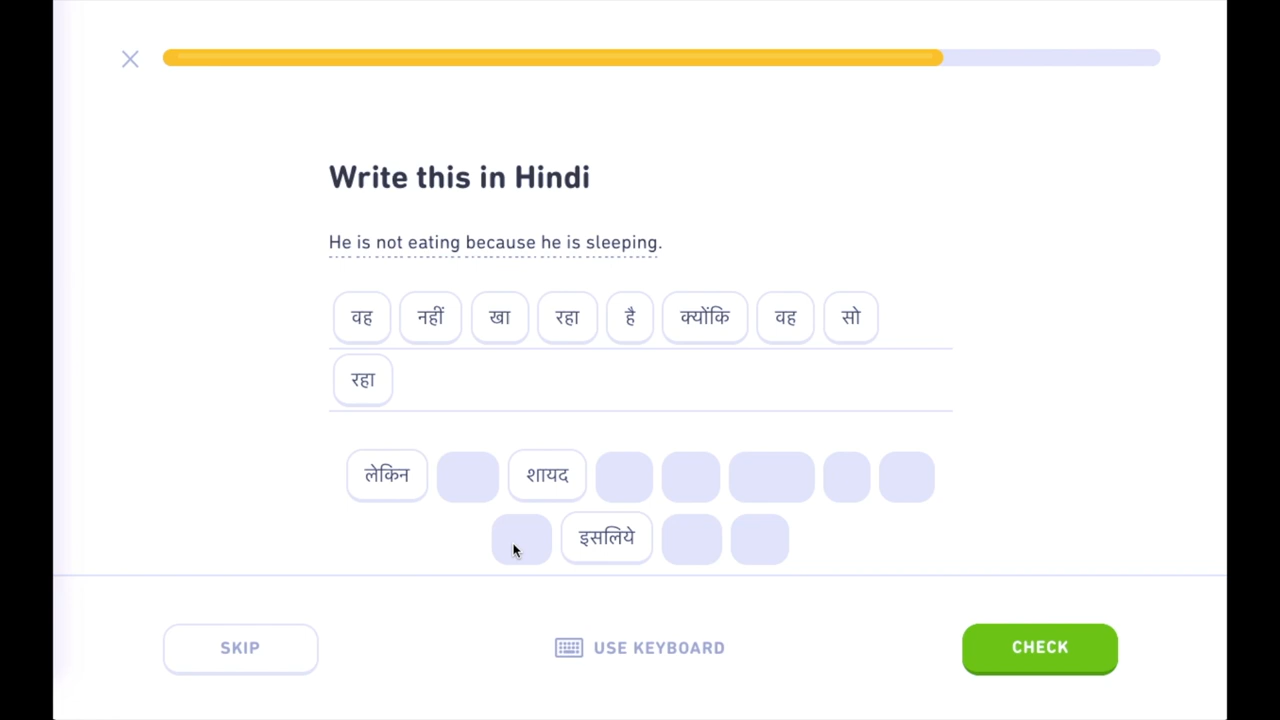 Write this in Hindi
He is not eating because he is sleeping.
वह नहीं खा रहा है क्योंकि वह सो
रहा
लेकिन शायद
इसलिये
SKIP USE KEYBOARD CHECK